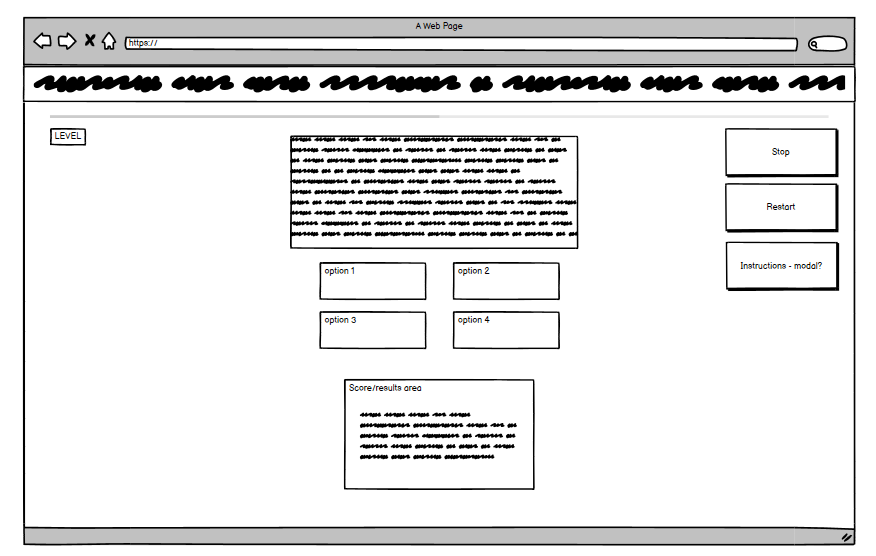 A Web Page
https://
LEVEL
Stop
Restart
Instructions - modal?
option 1
option 2
option 3
option 4
Score/results area